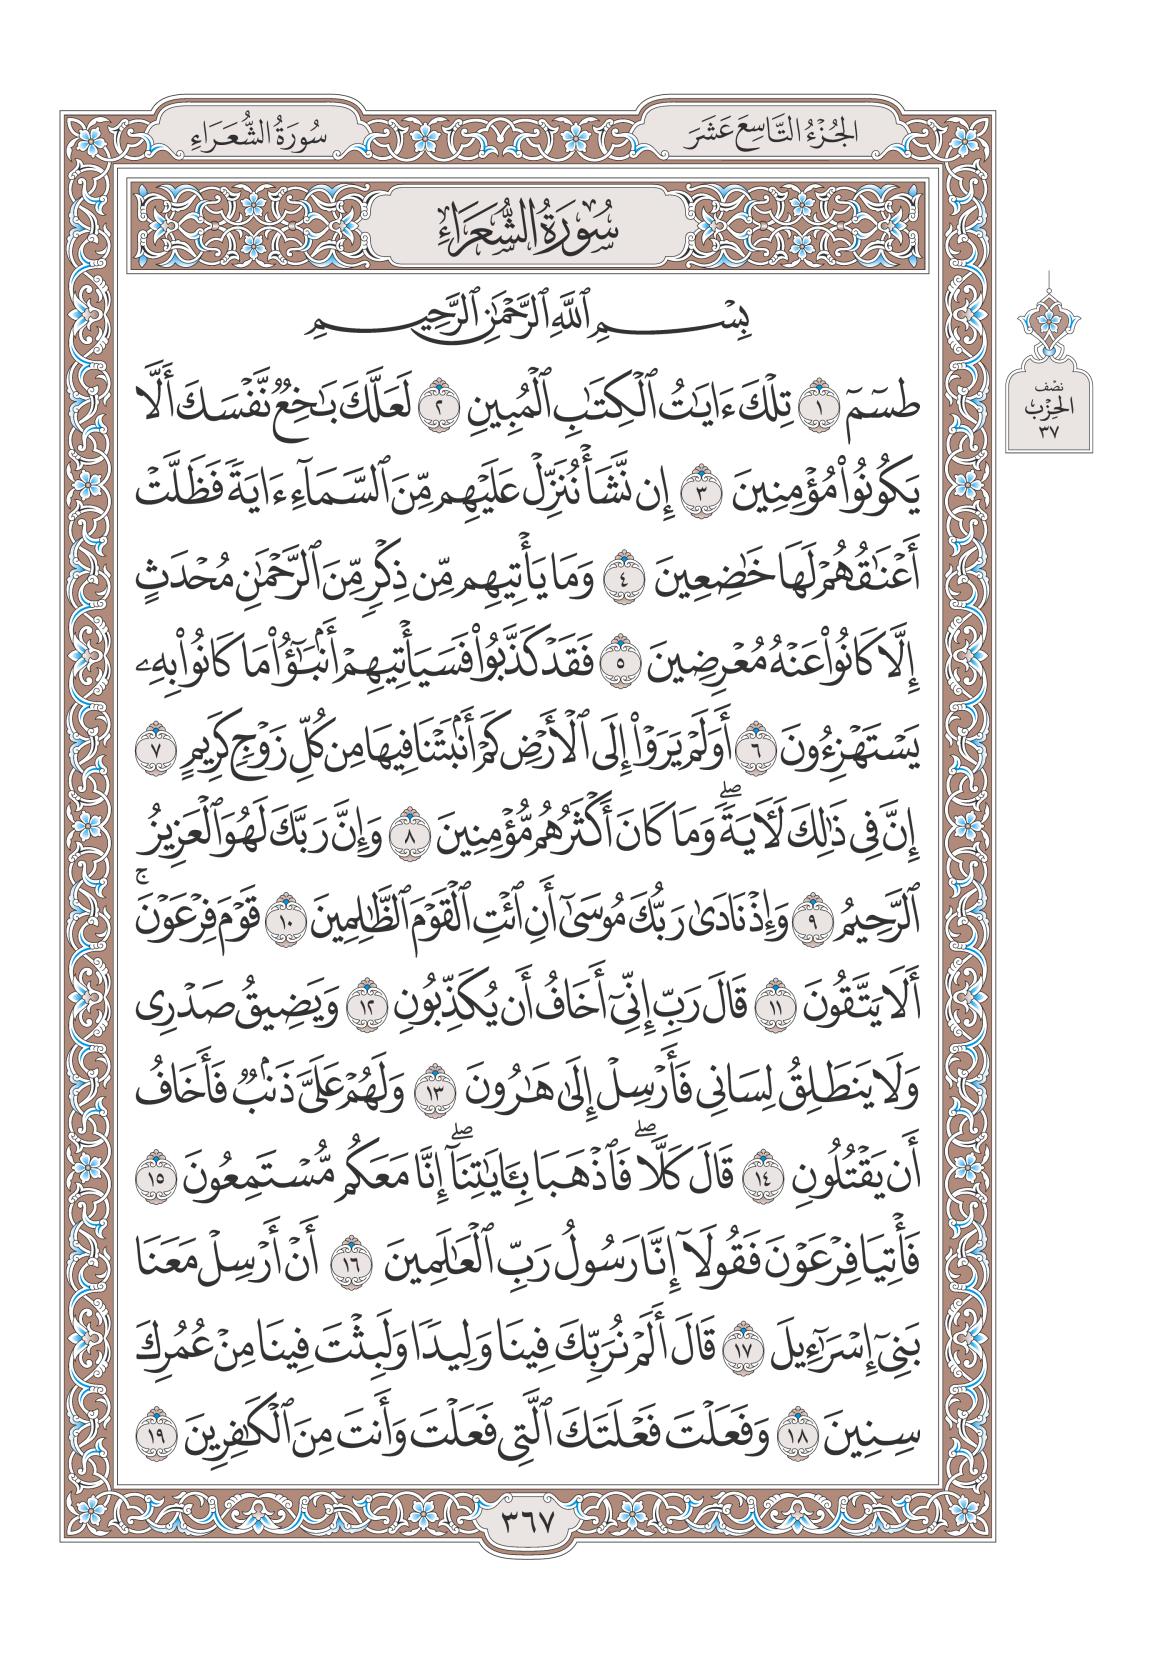 الجُزْءُ التَّاسِعَ عَشَرَ
سُورَةُ الشُّعَرَاءِ
سُورَةُ الشُّعَرَاءِ
بِسْمِ ٱللَّهِ ٱلرَّحْمَٰنِ ٱلرَّحِيمِ
نصف
الحِزْب
٣٧
طسٓمٓ ١ تِلْكَ ءَايَٰتُ ٱلْكِتَٰبِ ٱلْمُبِينِ ٢ لَعَلَّكَ بَٰخِعٌ نَّفْسَكَ أَلَّا
يَكُونُوا۟ مُؤْمِنِينَ ٣ إِن نَّشَأْ نُنَزِّلْ عَلَيْهِم مِّنَ ٱلسَّمَآءِ ءَايَةً فَظَلَّتْ
أَعْنَٰقُهُمْ لَهَا خَٰضِعِينَ ٤ وَمَا يَأْتِيهِم مِّن ذِكْرٍ مِّنَ ٱلرَّحْمَٰنِ مُحْدَثٍ
إِلَّا كَانُوا۟ عَنْهُ مُعْرِضِينَ ٥ فَقَدْ كَذَّبُوا۟ فَسَيَأْتِيهِمْ أَنۢبَٰٓؤُا۟ مَا كَانُوا۟ بِهِۦ
يَسْتَهْزِءُونَ ٦ أَوَلَمْ يَرَوْا۟ إِلَى ٱلْأَرْضِ كَمْ أَنۢبَتْنَا فِيهَا مِن كُلِّ زَوْجٍ كَرِيمٍ ٧
إِنَّ فِى ذَٰلِكَ لَءَايَةًۖ وَمَا كَانَ أَكْثَرُهُم مُّؤْمِنِينَ ٨ وَإِنَّ رَبَّكَ لَهُوَ ٱلْعَزِيزُ
ٱلرَّحِيمُ ٩ وَإِذْ نَادَىٰ رَبُّكَ مُوسَىٰٓ أَنِ ٱئْتِ ٱلْقَوْمَ ٱلظَّٰلِمِينَ ١٠ قَوْمَ فِرْعَوْنَۚ
أَلَا يَتَّقُونَ ١١ قَالَ رَبِّ إِنِّىٓ أَخَافُ أَن يُكَذِّبُونِ ١٢ وَيَضِيقُ صَدْرِى
وَلَا يَنطَلِقُ لِسَانِى فَأَرْسِلْ إِلَىٰ هَٰرُونَ ١٣ وَلَهُمْ عَلَىَّ ذَنۢبٌ فَأَخَافُ
أَن يَقْتُلُونِ ١٤ قَالَ كَلَّاۖ فَٱذْهَبَا بِـَٔايَٰتِنَآۖ إِنَّا مَعَكُم مُّسْتَمِعُونَ ١٥
فَأْتِيَا فِرْعَوْنَ فَقُولَآ إِنَّا رَسُولُ رَبِّ ٱلْعَٰلَمِينَ ١٦ أَنْ أَرْسِلْ مَعَنَا
بَنِىٓ إِسْرَٰٓءِيلَ ١٧ قَالَ أَلَمْ نُرَبِّكَ فِينَا وَلِيدًا وَلَبِثْتَ فِينَا مِنْ عُمُرِكَ
سِنِينَ ١٨ وَفَعَلْتَ فَعْلَتَكَ ٱلَّتِى فَعَلْتَ وَأَنتَ مِنَ ٱلْكَٰفِرِينَ ١٩
٣٦٧